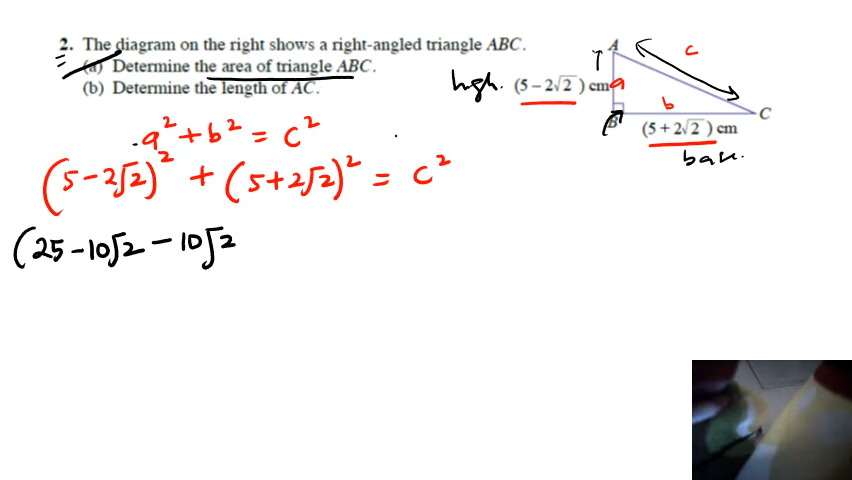 2. The diagram on the right shows a right-angled triangle ABC.
(a) Determine the area of triangle ABC.
(b) Determine the length of AC.
A
c
hgh. (5 − 2√2 ) cm a
b
B
C
(5 + 2√2 ) cm
base.
a² + b² = c²
(5 − 2√2)² + (5 + 2√2)² = c²
(25 − 10√2 − 10√2